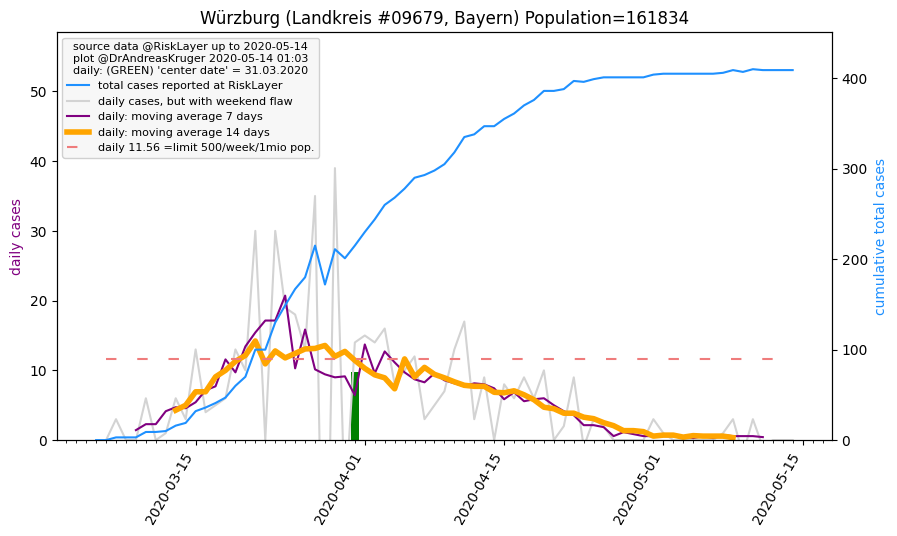 Würzburg (Landkreis #09679, Bayern) Population=161834
source data @RiskLayer up to 2020-05-14
plot @DrAndreasKruger 2020-05-14 01:03
daily: (GREEN) 'center date' = 31.03.2020
total cases reported at RiskLayer
daily cases, but with weekend flaw
daily: moving average 7 days
daily: moving average 14 days
daily 11.56 =limit 500/week/1mio pop.
daily cases
50
40
30
20
10
0
400
300
200
100
0
cumulative total cases
2020-03-15
2020-04-01
2020-04-15
2020-05-01
2020-05-15